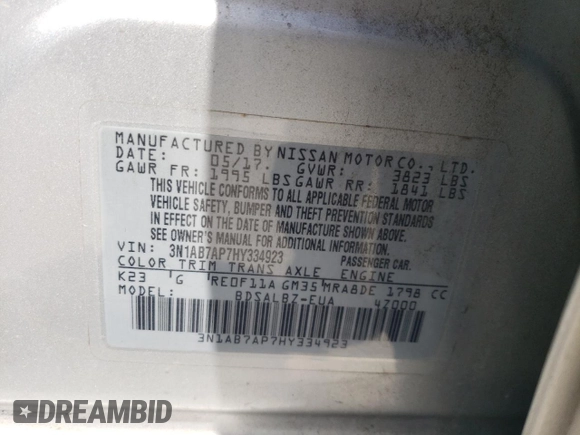 MANUFACTURED BY NISSAN MOTOR CO., LTD.
DATE: 05/17. GVWR: 3823 LBS
GAWR FR: 1995 LBS GAWR RR: 1841 LBS
THIS VEHICLE CONFORMS TO ALL APPLICABLE FEDERAL MOTOR
VEHICLE SAFETY, BUMPER AND THEFT PREVENTION STANDARDS
IN EFFECT ON THE DATE OF MANUFACTURE SHOWN ABOVE.
SEE OWNER'S MANUAL FOR ADDITIONAL INFORMATION.
VIN: 3N1AB7AP7HY334923 PASSENGER CAR.
COLOR TRIM TRANS AXLE ENGINE
K23 'G 'RE0F11A GM35 MRA8DE 1798 CC
MODEL: BDSALBZ-EUA 47000
3N1AB7AP7HY334923
DREAMBID